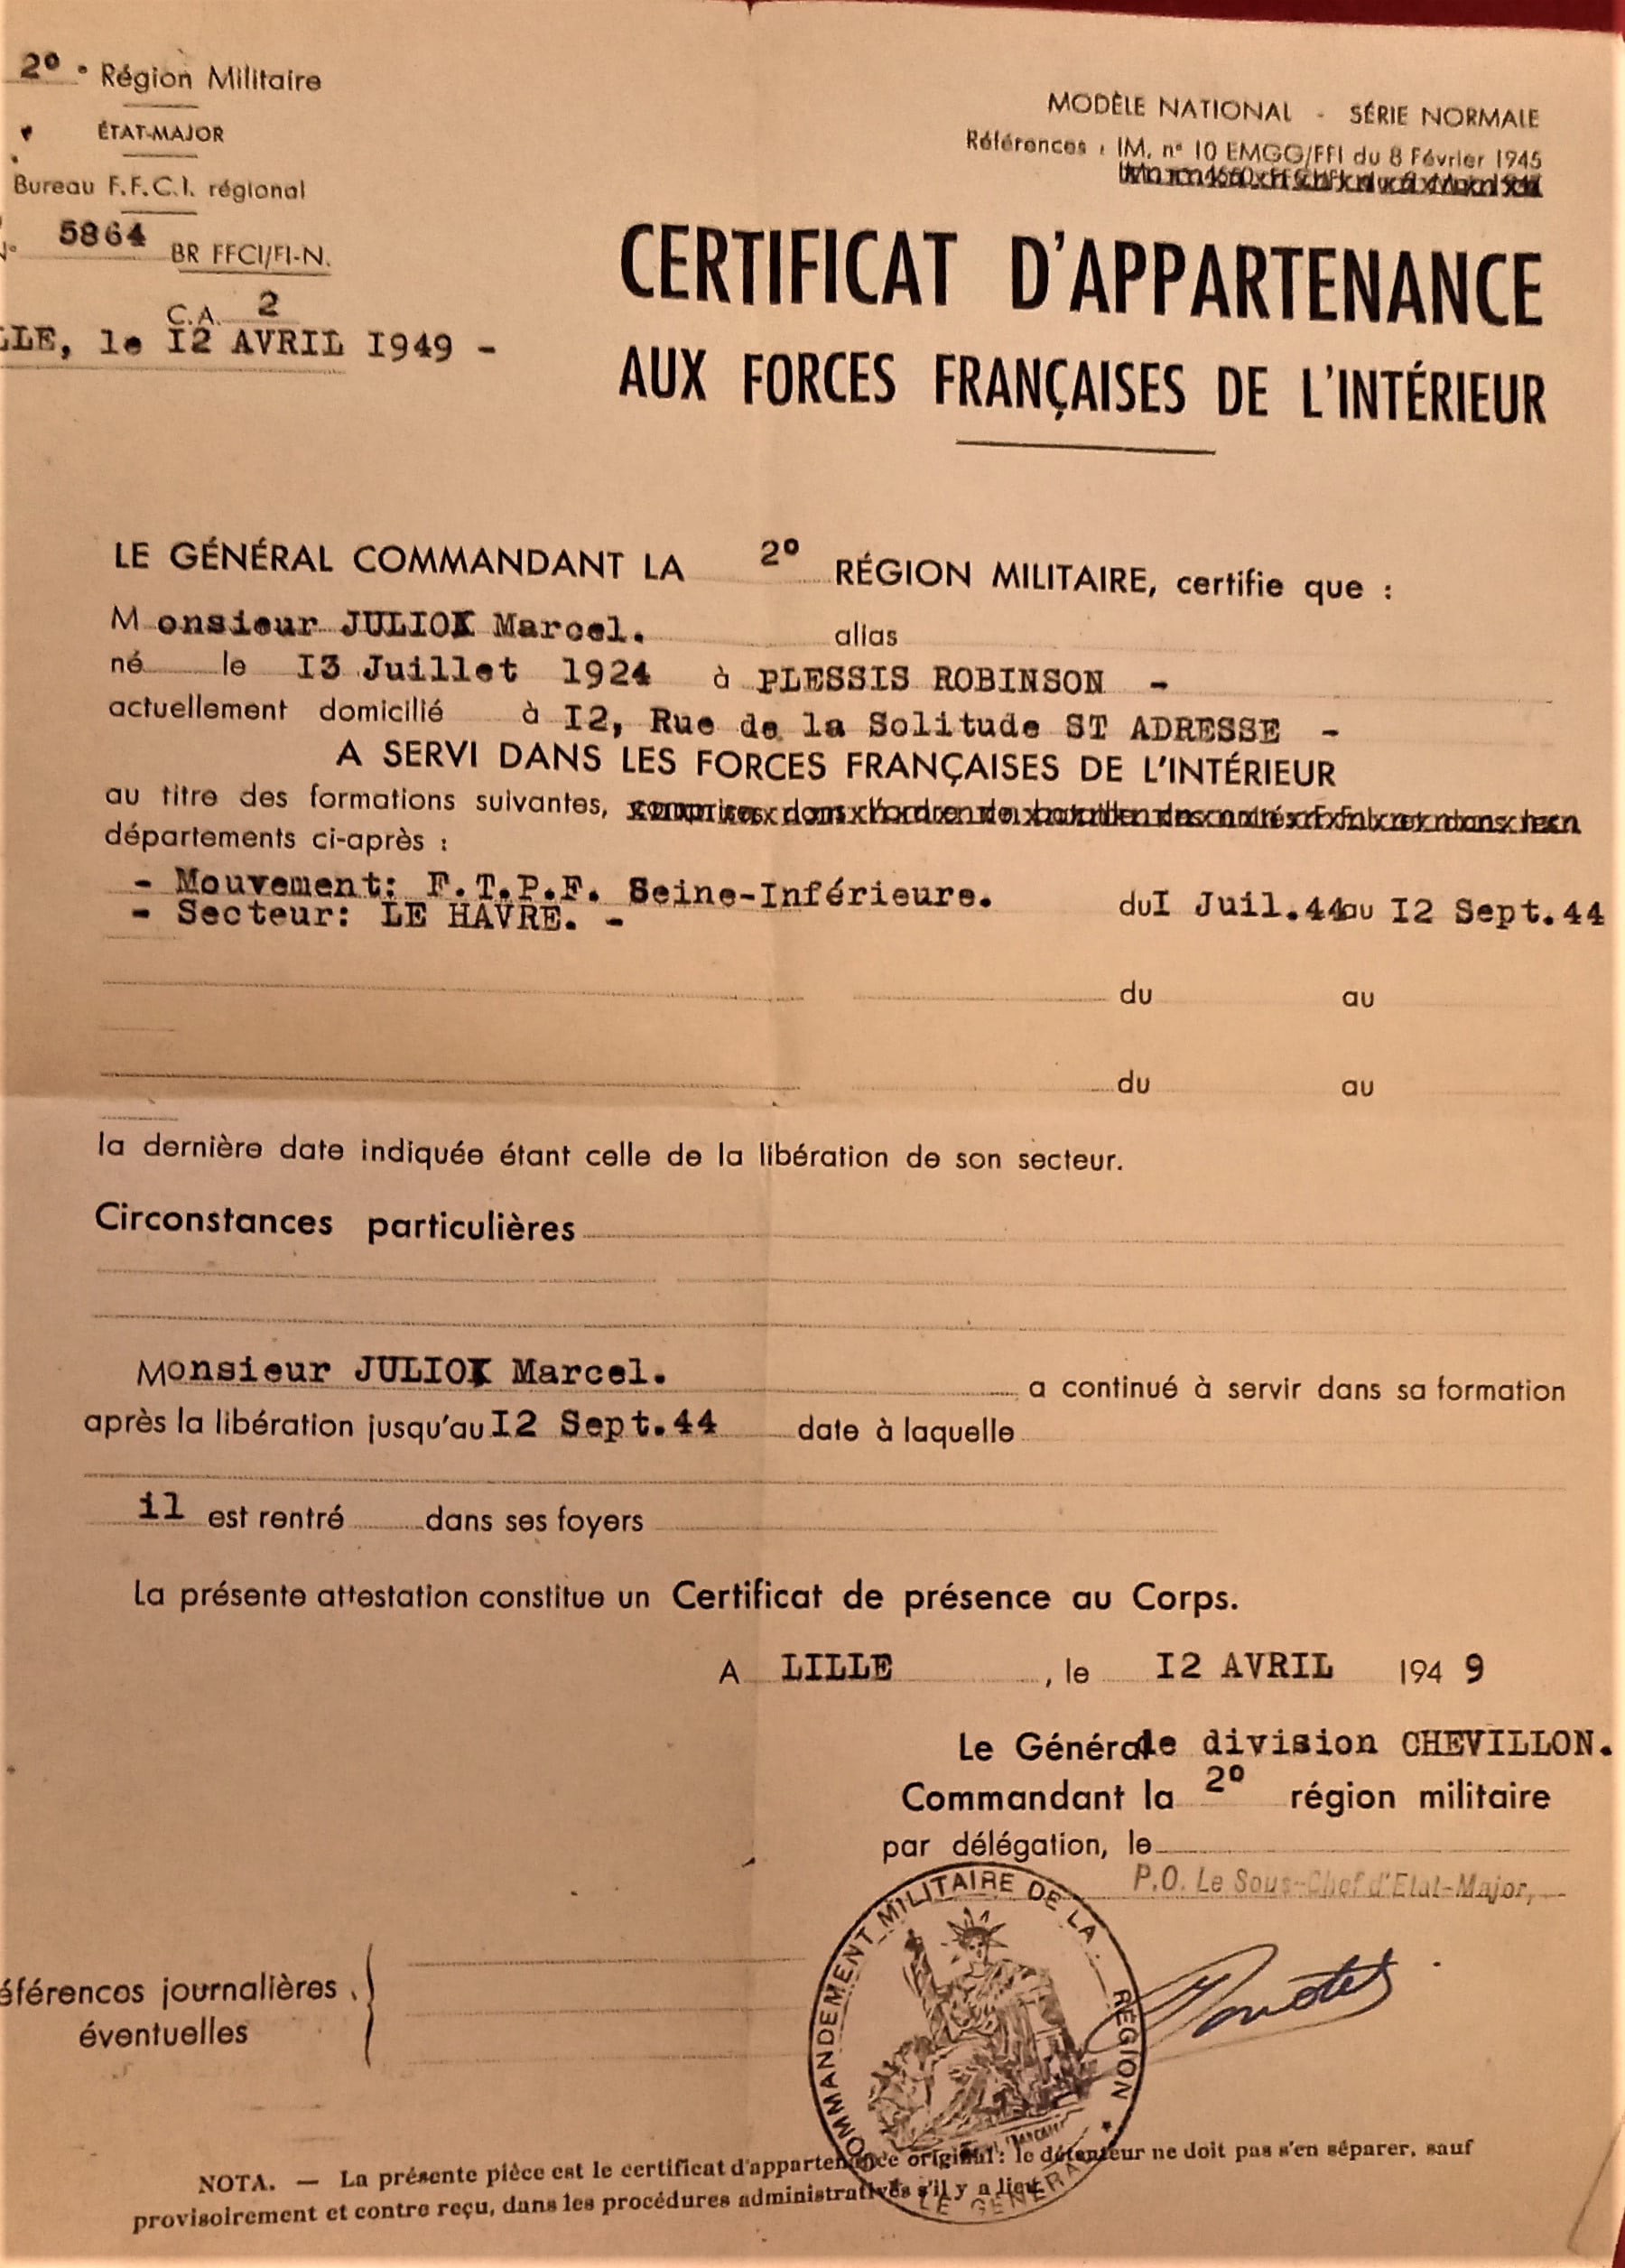 2° Région Militaire
ÉTAT-MAJOR
Bureau F.F.C.I. régional
N° 5864 BR FFCI/FI-N.
C.A. 2
LLE, le I2 AVRIL I949 -
MODÈLE NATIONAL - SÉRIE NORMALE
Références : IM. n° 10 EMGG/FFI du 8 Février 1945
CERTIFICAT D'APPARTENANCE
AUX FORCES FRANÇAISES DE L'INTÉRIEUR
LE GÉNÉRAL COMMANDANT LA 2° RÉGION MILITAIRE, certifie que :
Monsieur JULIO Marcel. alias
né le I3 Juillet 1924 à PLESSIS ROBINSON -
actuellement domicilié à I2, Rue de la Solitude ST ADRESSE -
A SERVI DANS LES FORCES FRANÇAISES DE L'INTÉRIEUR
au titre des formations suivantes,
départements ci-après :
- Mouvement: F.T.P.F. Seine-Inférieure. du I Juil.44 au I2 Sept.44
- Secteur: LE HAVRE. -
du au
du au
la dernière date indiquée étant celle de la libération de son secteur.
Circonstances particulières
Monsieur JULIO Marcel. a continué à servir dans sa formation
après la libération jusqu'au I2 Sept.44 date à laquelle
il est rentré dans ses foyers
La présente attestation constitue un Certificat de présence au Corps.
A LILLE, le I2 AVRIL 1949
Le Général de division CHEVILLON.
Commandant la 2° région militaire
par délégation, le
P.O. Le Sous-Chef d'Etat-Major,
COMMANDEMENT MILITAIRE DE LA RÉGION
LE GÉNÉRAL
éférences journalières
éventuelles
NOTA. — La présente pièce est le certificat d'appartenance original : le détenteur ne doit pas s'en séparer, sauf
provisoirement et contre reçu, dans les procédures administratives s'il y a lieu.